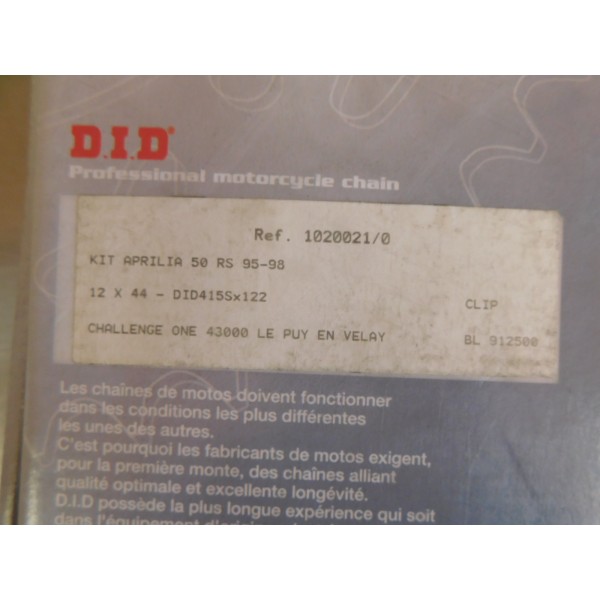 D.I.D®
Professional motorcycle chain
Ref. 1020021/0
KIT APRILIA 50 RS 95-98
12 X 44 - DID415Sx122 CLIP
CHALLENGE ONE 43000 LE PUY EN VELAY BL 912500
Les chaînes de motos doivent fonctionner
dans les conditions les plus différentes
les unes des autres.
C'est pourquoi les fabricants de motos exigent,
pour la première monte, des chaînes alliant
qualité optimale et excellente longévité.
D.I.D possède la plus longue expérience qui soit
dans l'équipement